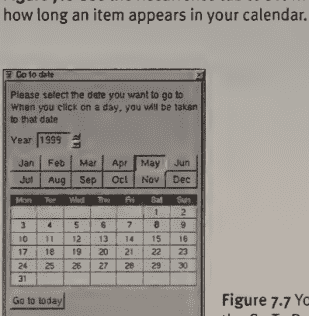 how long an item appears in your calendar.
Go to date
Please select the date you want to go to
When you click on a day, you will be taken
to that date
Year 1999
Jan Feb Mar Apr May Jun
Jul Aug Sep Oct Nov Dec
Mon Tue Wed Thu Fri Sat Sun
1 2
3 4 5 6 7 8 9
10 11 12 13 14 15 16
17 18 19 20 21 22 23
24 25 26 27 28 29 30
31
Go to today
Figure 7.7 Yo